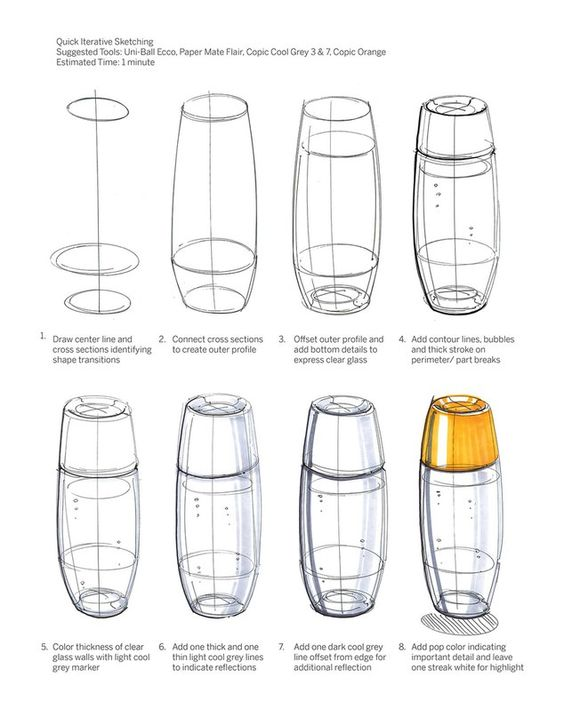 Quick Iterative Sketching
Suggested Tools: Uni-Ball Ecco, Paper Mate Flair, Copic Cool Grey 3 & 7, Copic Orange
Estimated Time: 1 minute
1. Draw center line and
cross sections identifying
shape transitions
2. Connect cross sections
to create outer profile
3. Offset outer profile and
add bottom details to
express clear glass
4. Add contour lines, bubbles
and thick stroke on
perimeter/ part breaks
5. Color thickness of clear
glass walls with light cool
grey marker
6. Add one thick and one
thin light cool grey lines
to indicate reflections
7. Add one dark cool grey
line offset from edge for
additional reflection
8. Add pop color indicating
important detail and leave
one streak white for highlight